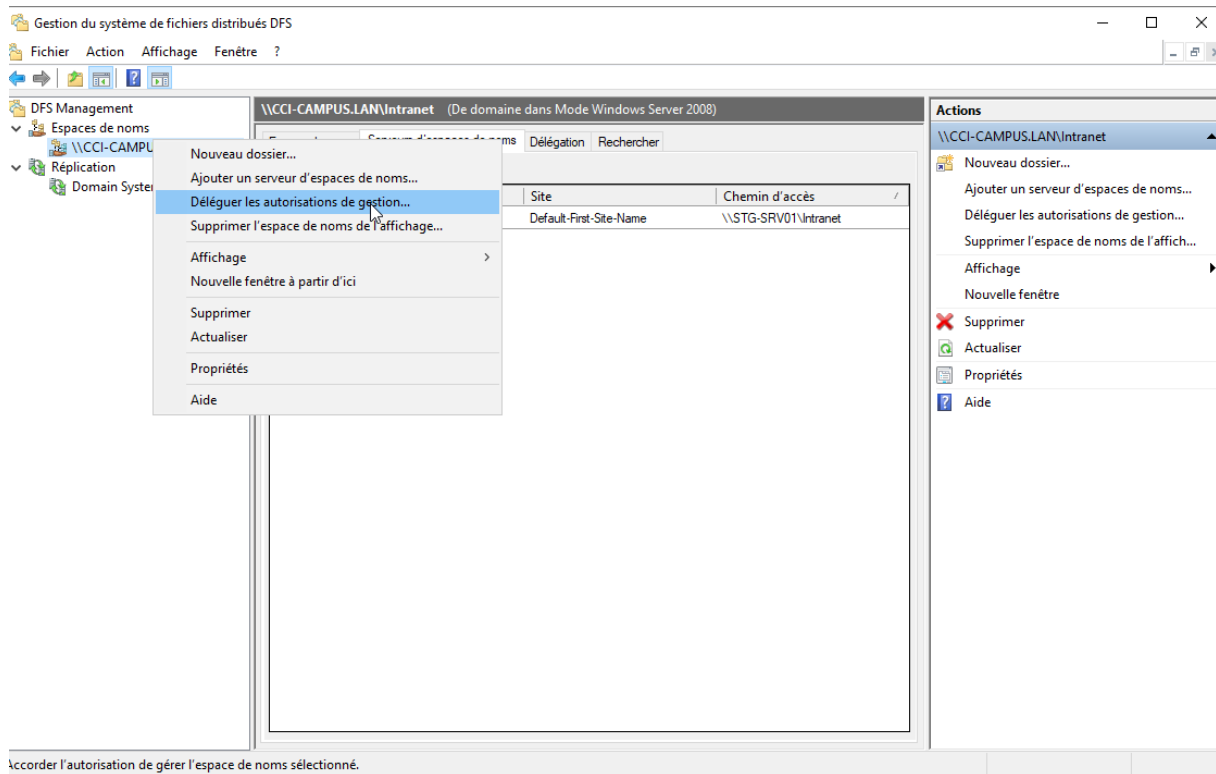 Gestion du système de fichiers distribués DFS
Fichier Action Affichage Fenêtre ?
DFS Management
Espaces de noms
\\CCI-CAMPU
Réplication
Domain Syster
\\CCI-CAMPUS.LAN\Intranet (De domaine dans Mode Windows Server 2008)
Délégation Rechercher
Site Chemin d'accès
Default-First-Site-Name \\STG-SRV01\Intranet
Nouveau dossier...
Ajouter un serveur d'espaces de noms...
Déléguer les autorisations de gestion...
Supprimer l'espace de noms de l'affichage...
Affichage
Nouvelle fenêtre à partir d'ici
Supprimer
Actualiser
Propriétés
Aide
Actions
\\CCI-CAMPUS.LAN\Intranet
Nouveau dossier...
Ajouter un serveur d'espaces de noms...
Déléguer les autorisations de gestion...
Supprimer l'espace de noms de l'affich...
Affichage
Nouvelle fenêtre
Supprimer
Actualiser
Propriétés
Aide
Accorder l'autorisation de gérer l'espace de noms sélectionné.